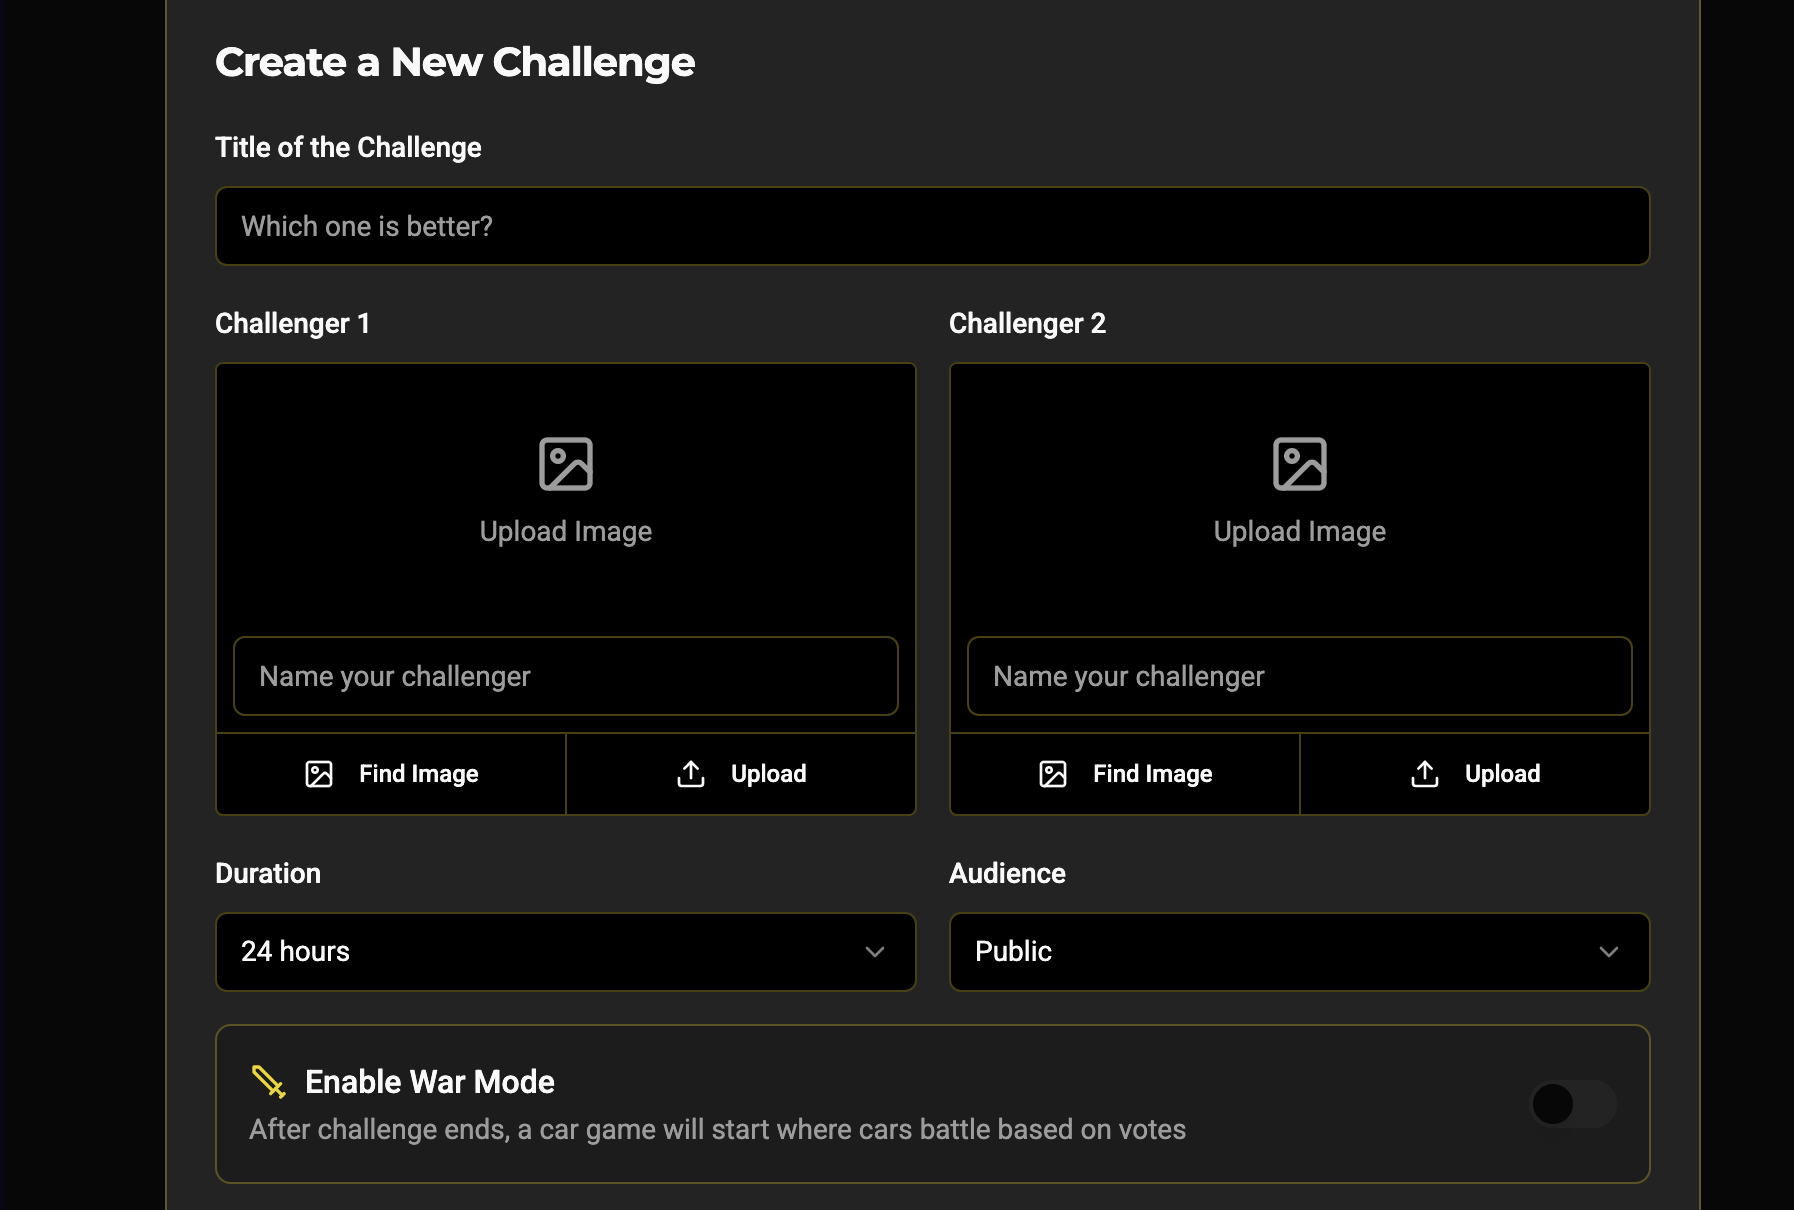 Create a New Challenge
Title of the Challenge
Which one is better?
Challenger 1
Challenger 2
Upload Image
Upload Image
Name your challenger
Name your challenger
Find Image
Upload
Find Image
Upload
Duration
Audience
24 hours
Public
Enable War Mode
After challenge ends, a car game will start where cars battle based on votes